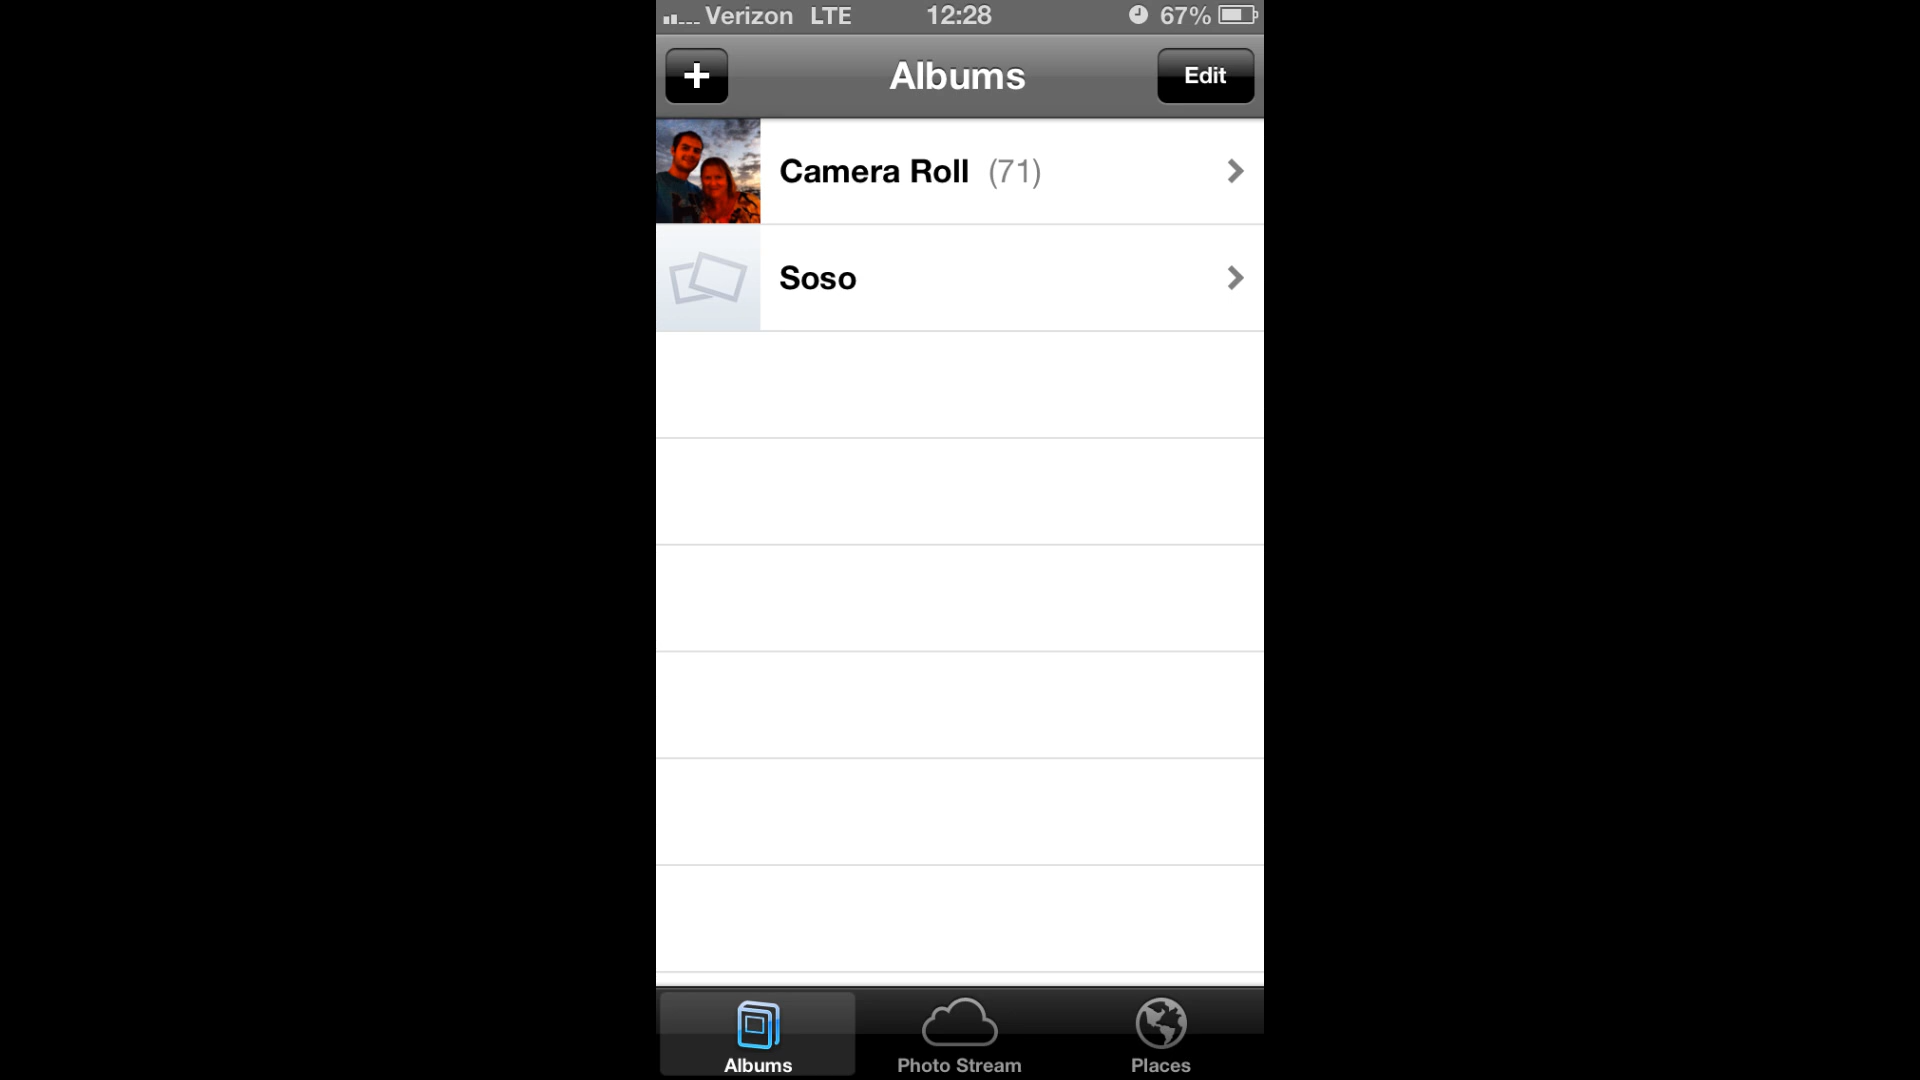 Verizon LTE 12:28 67%
+ Albums Edit
Camera Roll (71)
Soso
Albums Photo Stream Places